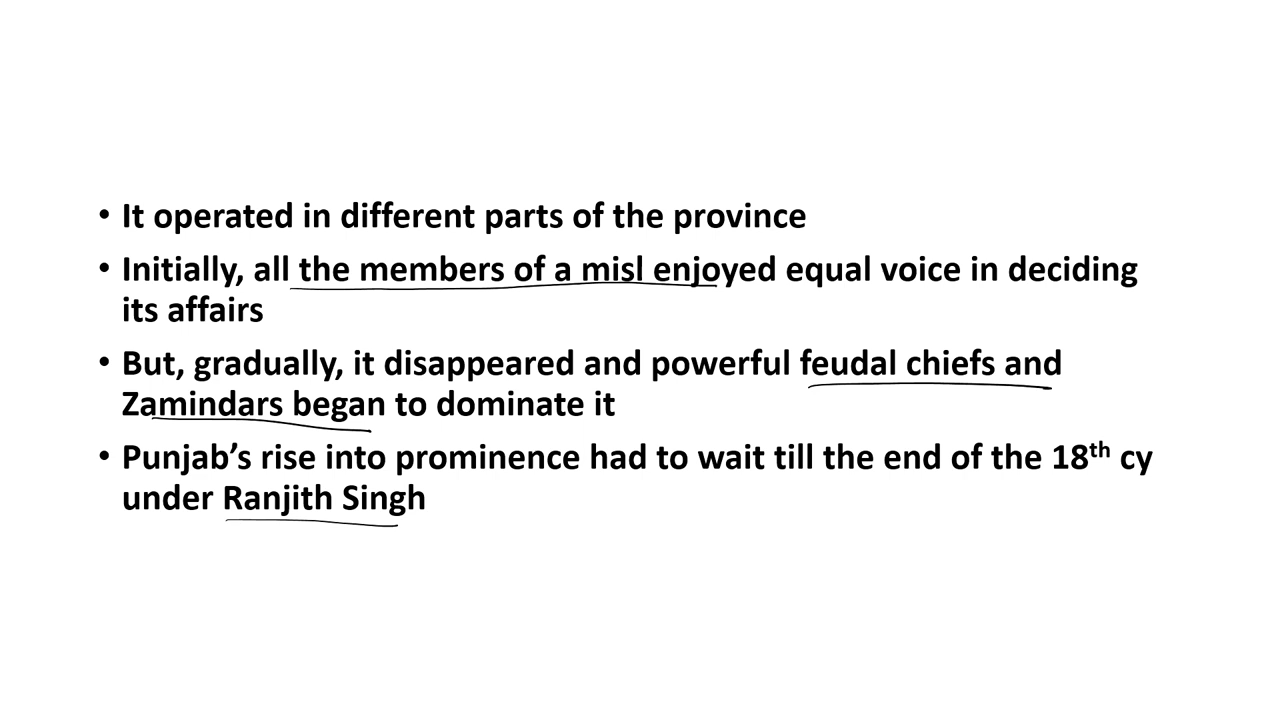 • It operated in different parts of the province
• Initially, all the members of a misl enjoyed equal voice in deciding
its affairs
• But, gradually, it disappeared and powerful feudal chiefs and
Zamindars began to dominate it
• Punjab’s rise into prominence had to wait till the end of the 18th cy
under Ranjith Singh